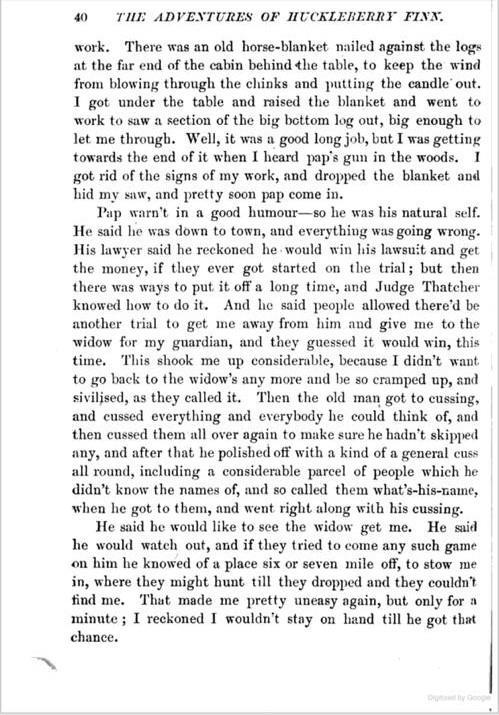 40 THE ADVENTURES OF HUCKLEBERRY FINN.
work. There was an old horse-blanket nailed against the logs
at the far end of the cabin behind the table, to keep the wind
from blowing through the chinks and putting the candle out.
I got under the table and raised the blanket and went to
work to saw a section of the big bottom log out, big enough to
let me through. Well, it was a good long job, but I was getting
towards the end of it when I heard pap's gun in the woods. I
got rid of the signs of my work, and dropped the blanket and
hid my saw, and pretty soon pap come in.
Pap warn't in a good humour—so he was his natural self.
He said he was down to town, and everything was going wrong.
His lawyer said he reckoned he would win his lawsuit and get
the money, if they ever got started on the trial; but then
there was ways to put it off a long time, and Judge Thatcher
knowed how to do it. And he said people allowed there'd be
another trial to get me away from him and give me to the
widow for my guardian, and they guessed it would win, this
time. This shook me up considerable, because I didn't want
to go back to the widow's any more and be so cramped up, and
sivilised, as they called it. Then the old man got to cussing,
and cussed everything and everybody he could think of, and
then cussed them all over again to make sure he hadn't skipped
any, and after that he polished off with a kind of a general cuss
all round, including a considerable parcel of people which he
didn't know the names of, and so called them what's-his-name,
when he got to them, and went right along with his cussing.
He said he would like to see the widow get me. He said
he would watch out, and if they tried to come any such game
on him he knowed of a place six or seven mile off, to stow me
in, where they might hunt till they dropped and they couldn't
find me. That made me pretty uneasy again, but only for a
minute; I reckoned I wouldn't stay on hand till he got that
chance.
Digitized by Google